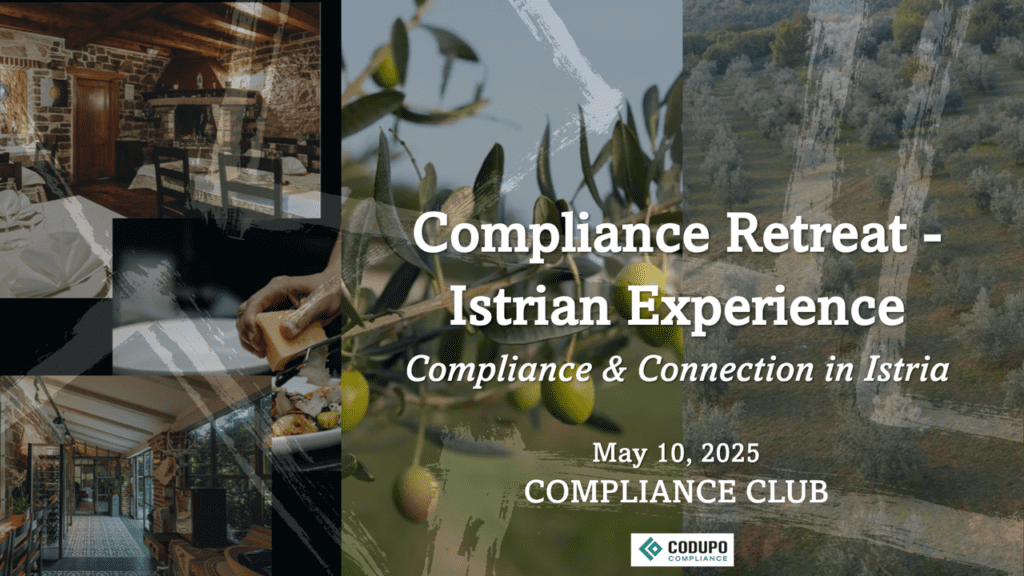 Compliance Retreat -
Istrian Experience
Compliance & Connection in Istria
May 10, 2025
COMPLIANCE CLUB
CODUPO
COMPLIANCE